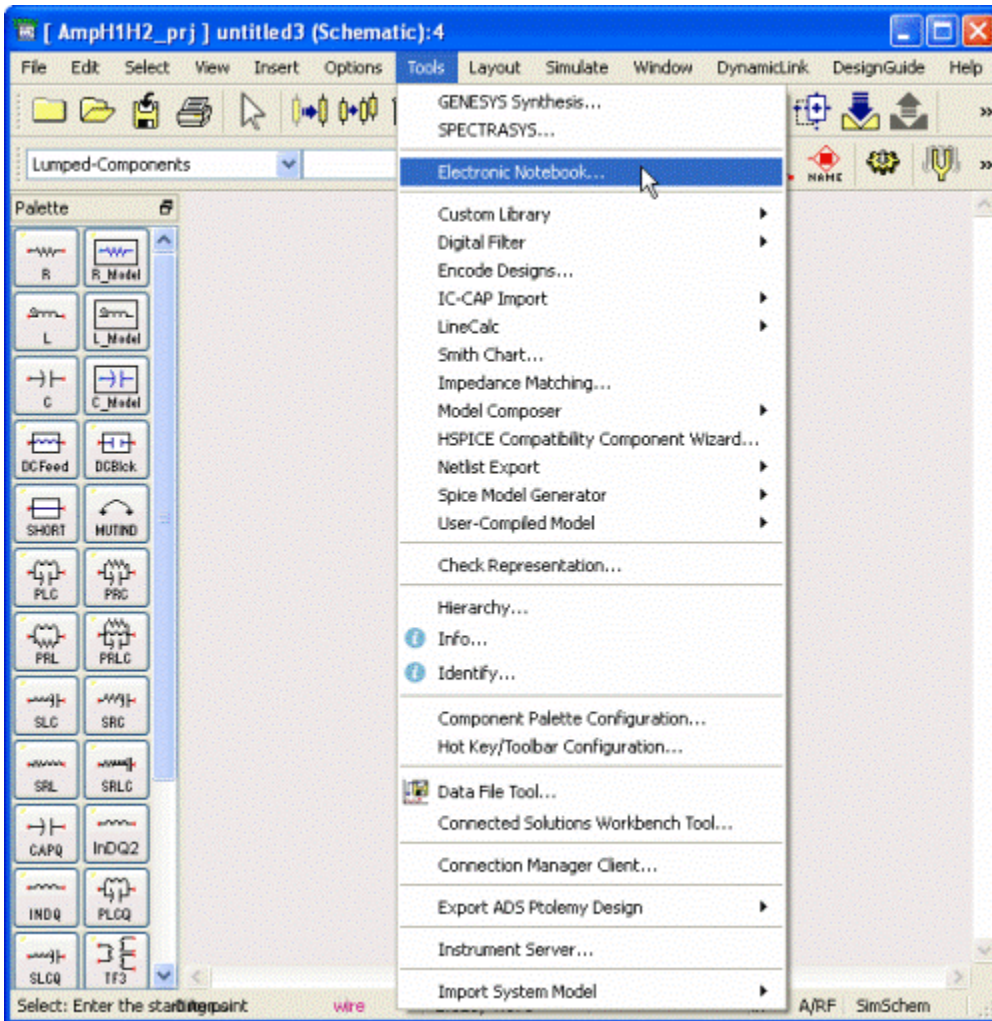 [ AmpH1H2_prj ] untitled3 (Schematic):4
File Edit Select View Insert Options Tools Layout Simulate Window DynamicLink DesignGuide Help
GENESYS Synthesis...
SPECTRASYS...
Lumped-Components
NAME
Electronic Notebook...
Palette
Custom Library
Digital Filter
Encode Designs...
IC-CAP Import
LineCalc
Smith Chart...
Impedance Matching...
Model Composer
HSPICE Compatibility Component Wizard...
Netlist Export
Spice Model Generator
User-Compiled Model
Check Representation...
Hierarchy...
Info...
Identify...
Component Palette Configuration...
Hot Key/Toolbar Configuration...
Data File Tool...
Connected Solutions Workbench Tool...
Connection Manager Client...
Export ADS Ptolemy Design
Instrument Server...
Import System Model
R R_Model
L L_Model
C C_Model
DCFeed DCBlck
SHORT MUTIND
PLC PRC
PRL PRLC
SLC SRC
SRL SRLC
CAPQ InDQ2
INDQ PLCQ
SLCQ TF3
Select: Enter the starting point wire A/RF SimSchem